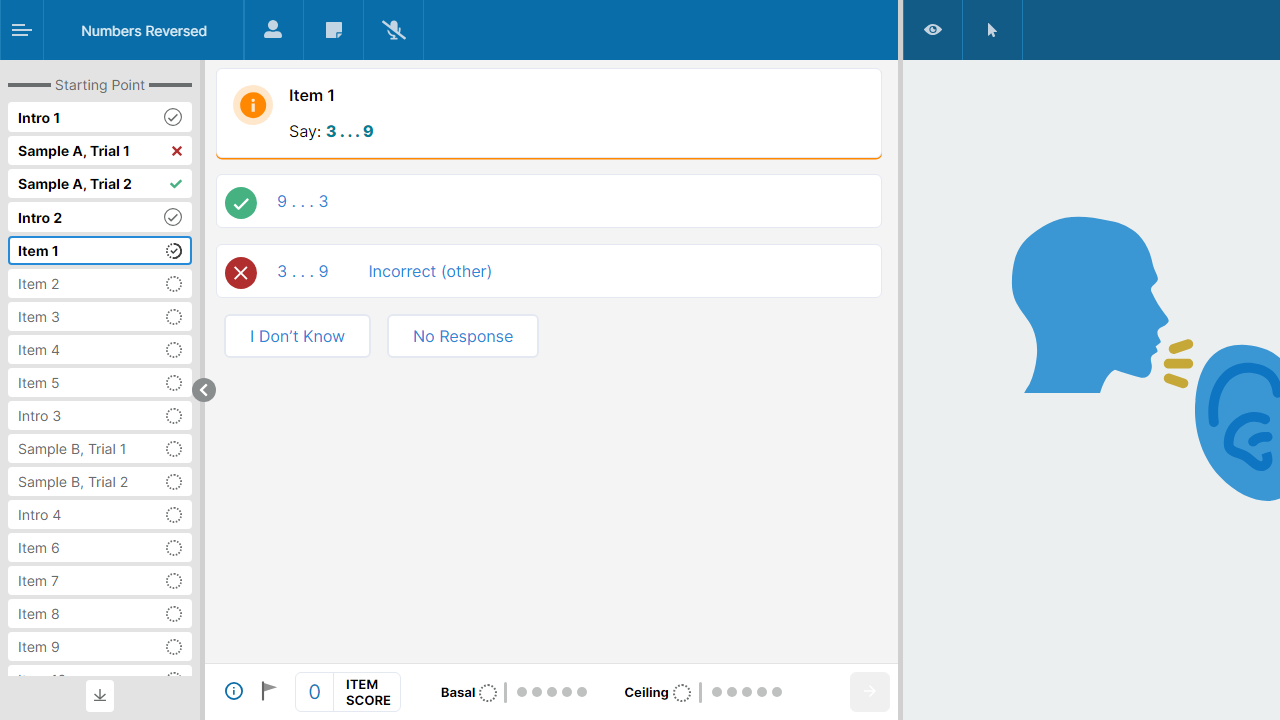 Numbers Reversed
Starting Point
Intro 1
Sample A, Trial 1
Sample A, Trial 2
Intro 2
Item 1
Item 2
Item 3
Item 4
Item 5
Intro 3
Sample B, Trial 1
Sample B, Trial 2
Intro 4
Item 6
Item 7
Item 8
Item 9
Item 1
Say: 3 . . . 9
9 . . . 3
3 . . . 9 Incorrect (other)
I Don’t Know No Response
0 ITEM SCORE
Basal Ceiling